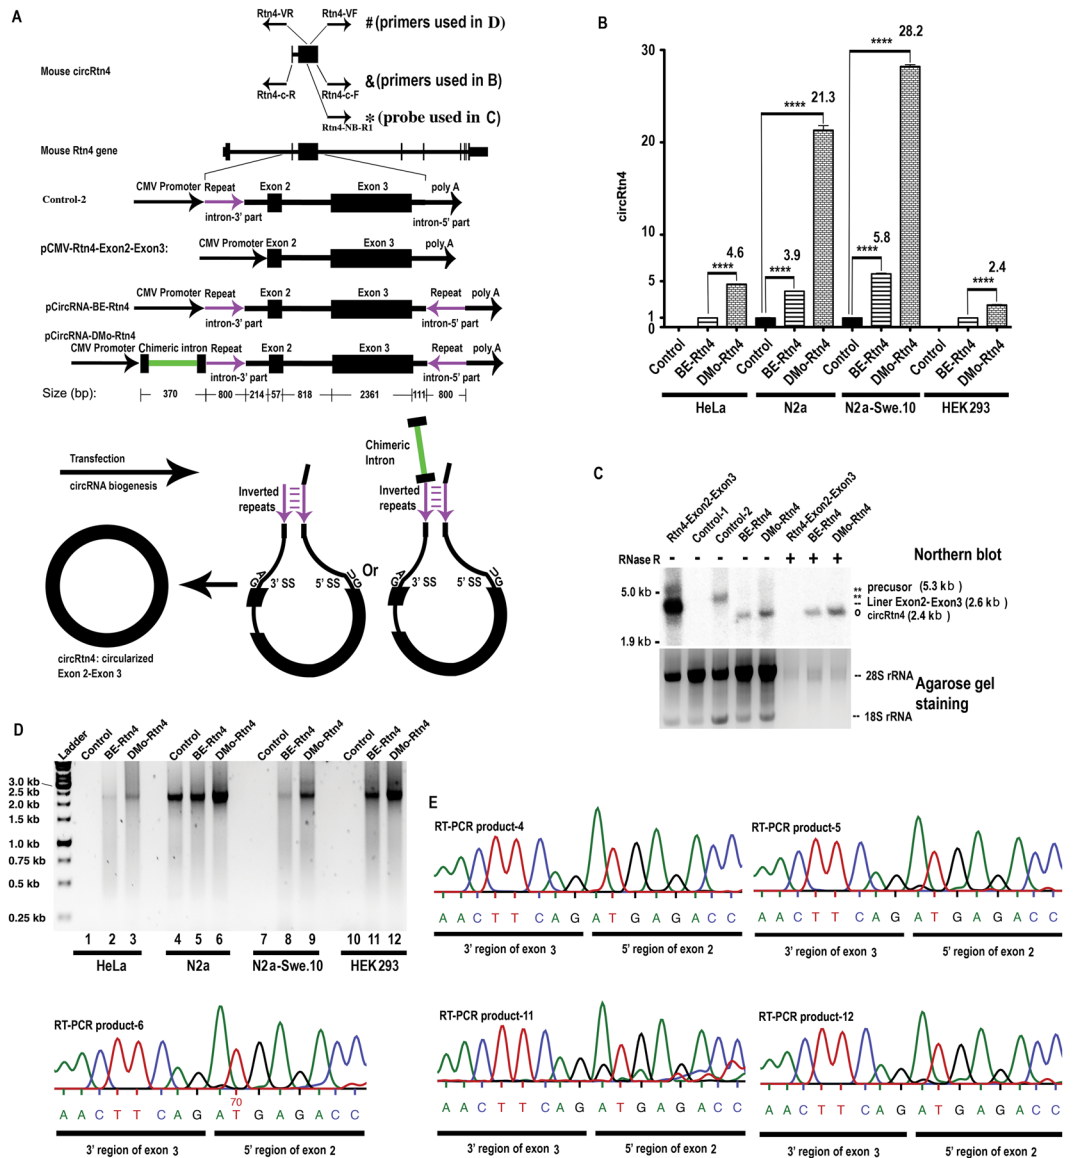 A
Rtn4-VR
Rtn4-VF
# (primers used in D)
Mouse circRtn4
& (primers used in B)
Rtn4-c-R
Rtn4-c-F
* (probe used in C)
Rtn4-NB-R1
Mouse Rtn4 gene
CMV Promoter Repeat Exon 2 Exon 3 poly A
Control-2
intron-3' part intron-5' part
pCMV-Rtn4-Exon2-Exon3: CMV Promoter Exon 2 Exon 3 poly A
CMV Promoter Repeat Exon 2 Exon 3 Repeat poly A
pCircRNA-BE-Rtn4
intron-3' part intron-5' part
pCircRNA-DMo-Rtn4
CMV Promoter Chimeric intron Repeat Exon 2 Exon 3 Repeat poly A
intron-3' part intron-5' part
Size (bp): 370 800 214 57 818 2361 111 800
Transfection
circRNA biogenesis
Inverted
repeats
Chimeric
Intron
Inverted
repeats
AG 3' SS 5' SS UG
Or
AG 3' SS 5' SS UG
circRtn4: circularized
Exon 2-Exon 3
B
circRtn4
30
20
10
5
1
0
4.6
****
3.9
****
21.3
****
5.8
****
28.2
****
2.4
****
Control BE-Rtn4 DMo-Rtn4 Control BE-Rtn4 DMo-Rtn4 Control BE-Rtn4 DMo-Rtn4 Control BE-Rtn4 DMo-Rtn4
HeLa N2a N2a-Swe.10 HEK293
C
Rtn4-Exon2-Exon3 Control-1 Control-2 BE-Rtn4 DMo-Rtn4 Rtn4-Exon2-Exon3 BE-Rtn4 DMo-Rtn4
RNase R - - - - - + + + Northern blot
5.0 kb -
1.9 kb -
** precusor (5.3 kb)
**
-- Liner Exon2-Exon3 (2.6 kb)
o circRtn4 (2.4 kb)
-- 28S rRNA
-- 18S rRNA
Agarose gel
staining
D
Ladder Control BE-Rtn4 DMo-Rtn4 Control BE-Rtn4 DMo-Rtn4 Control BE-Rtn4 DMo-Rtn4 Control BE-Rtn4 DMo-Rtn4
3.0 kb
2.5 kb
2.0 kb
1.5 kb
1.0 kb
0.75 kb
0.5 kb
0.25 kb
1 2 3 4 5 6 7 8 9 10 11 12
HeLa N2a N2a-Swe.10 HEK293
E
RT-PCR product-4
A A C T T C A G A T G A G A C C
3' region of exon 3 5' region of exon 2
RT-PCR product-5
A A C T T C A G A T G A G A C C
3' region of exon 3 5' region of exon 2
RT-PCR product-6
70
A A C T T C A G A T G A G A C C
3' region of exon 3 5' region of exon 2
RT-PCR product-11
A A C T T C A G A T G A G A C C
3' region of exon 3 5' region of exon 2
RT-PCR product-12
A A C T T C A G A T G A G A C C
3' region of exon 3 5' region of exon 2